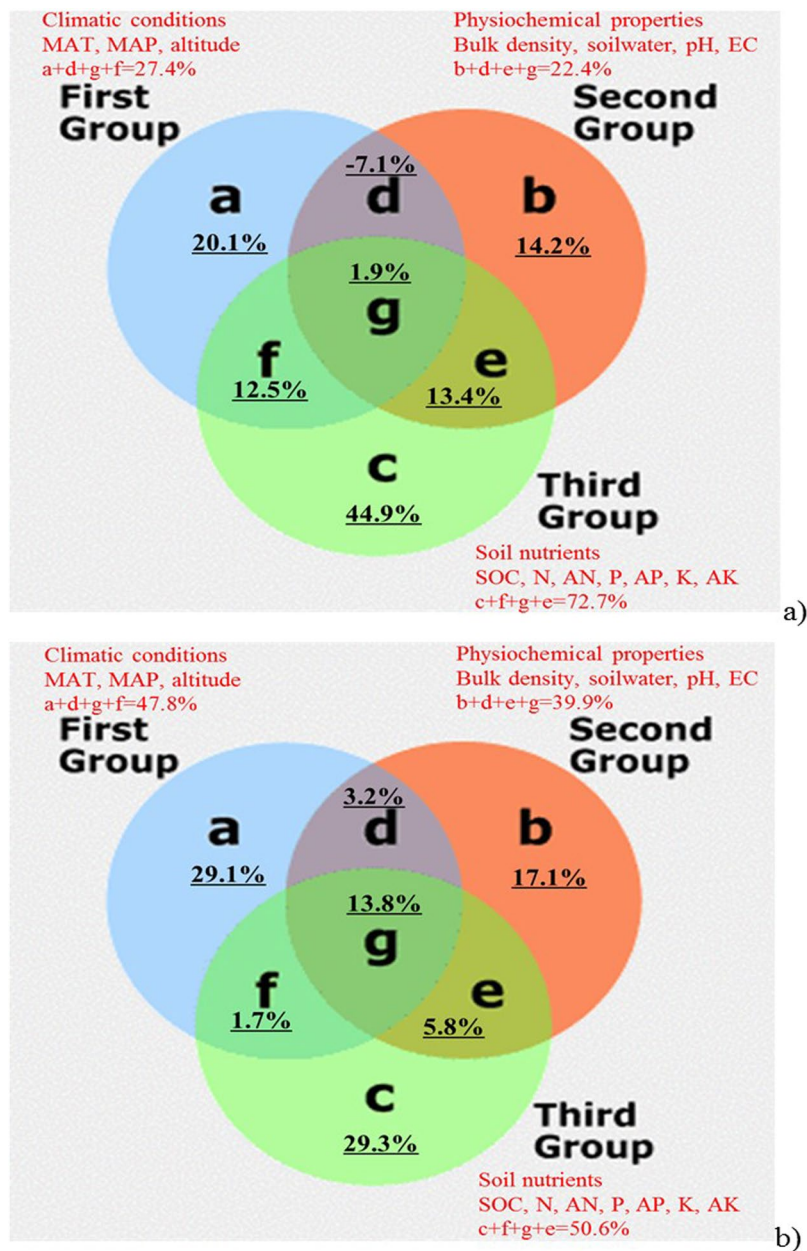 Climatic conditions
MAT, MAP, altitude
a+d+g+f=27.4%
First
Group
Physiochemical properties
Bulk density, soilwater, pH, EC
b+d+e+g=22.4%
Second
Group
-7.1%
a
d
b
20.1%
14.2%
1.9%
g
f
e
12.5%
13.4%
c
44.9%
Third
Group
Soil nutrients
SOC, N, AN, P, AP, K, AK
c+f+g+e=72.7%
a)
Climatic conditions
MAT, MAP, altitude
a+d+g+f=47.8%
First
Group
Physiochemical properties
Bulk density, soilwater, pH, EC
b+d+e+g=39.9%
Second
Group
3.2%
a
d
b
29.1%
17.1%
13.8%
g
f
e
1.7%
5.8%
c
29.3%
Third
Group
Soil nutrients
SOC, N, AN, P, AP, K, AK
c+f+g+e=50.6%
b)